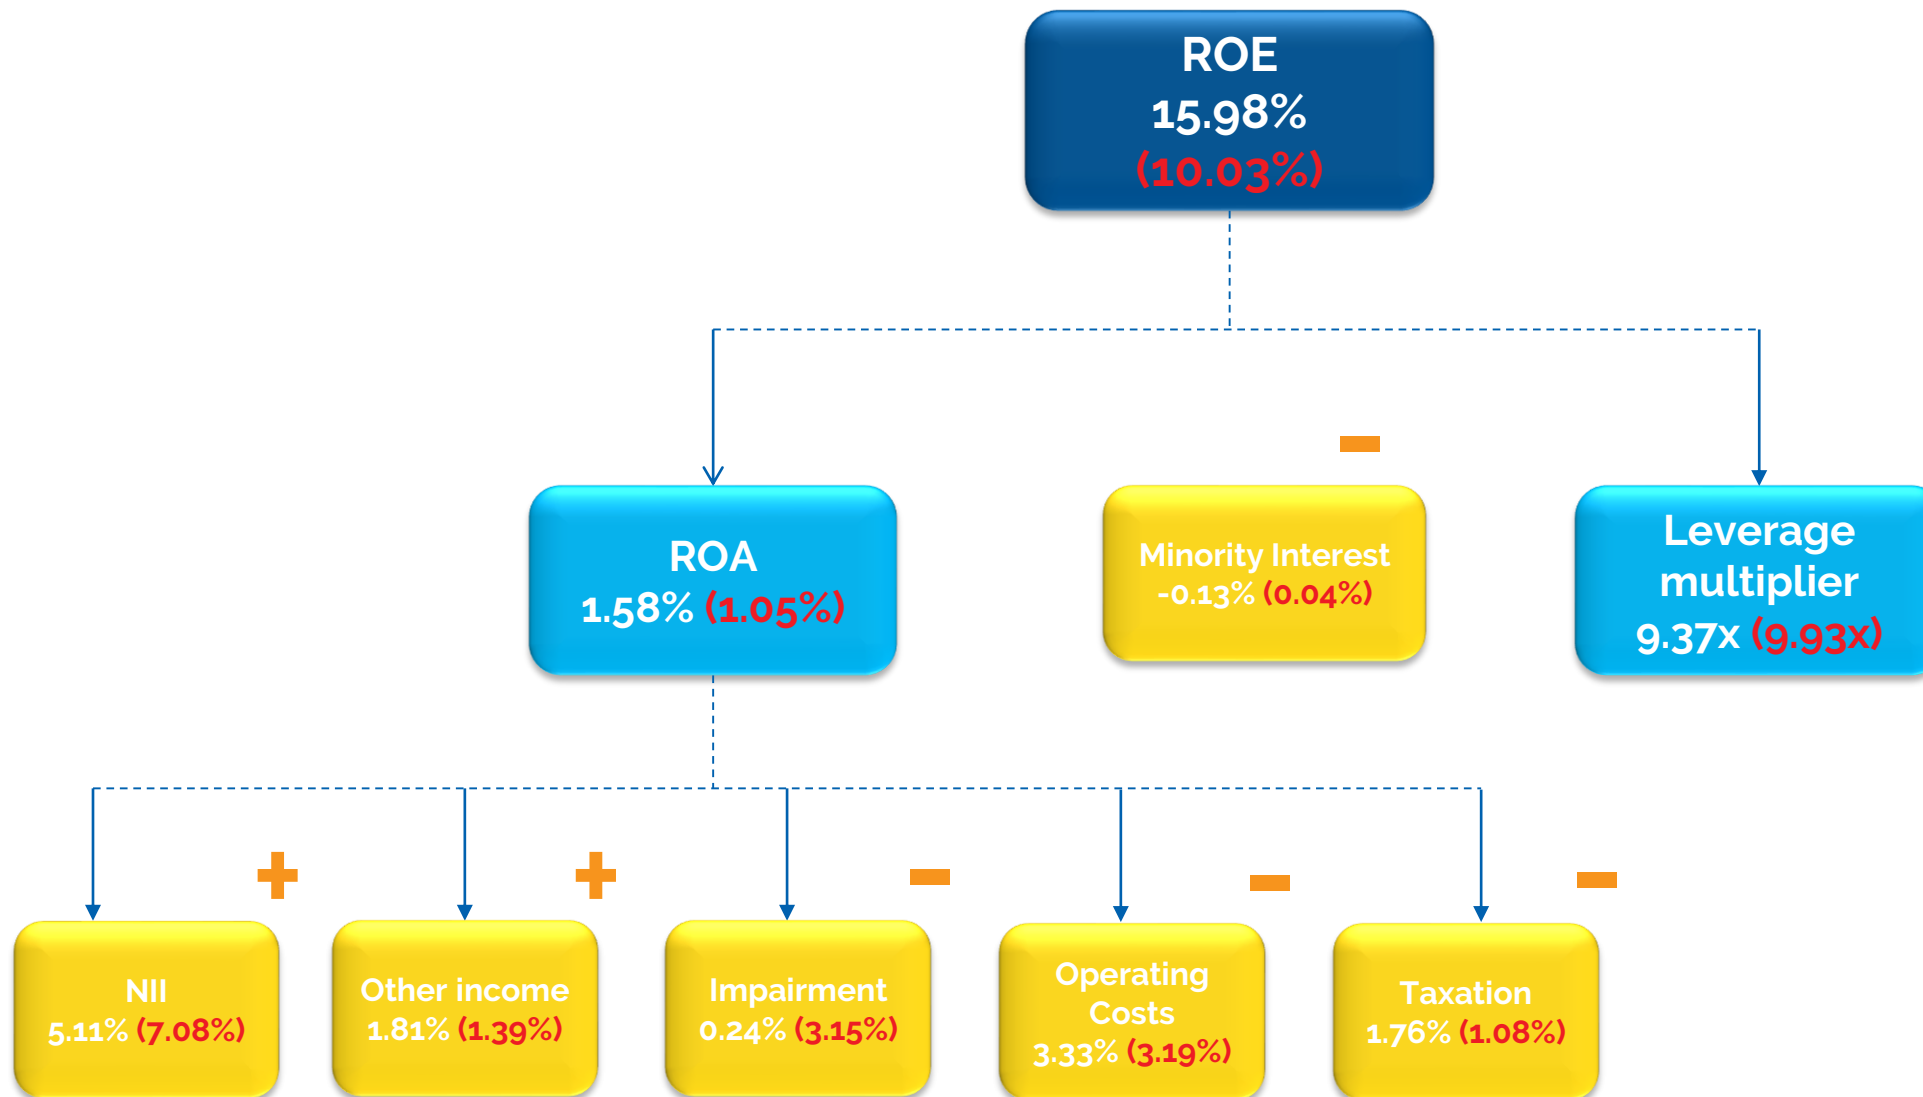 ROE
15.98%
(10.03%)
ROA
1.58% (1.05%)
Minority Interest
-0.13% (0.04%)
Leverage
multiplier
9.37x (9.93x)
+
+
NII
5.11% (7.08%)
Other income
1.81% (1.39%)
Impairment
0.24% (3.15%)
Operating
Costs
3.33% (3.19%)
Taxation
1.76% (1.08%)